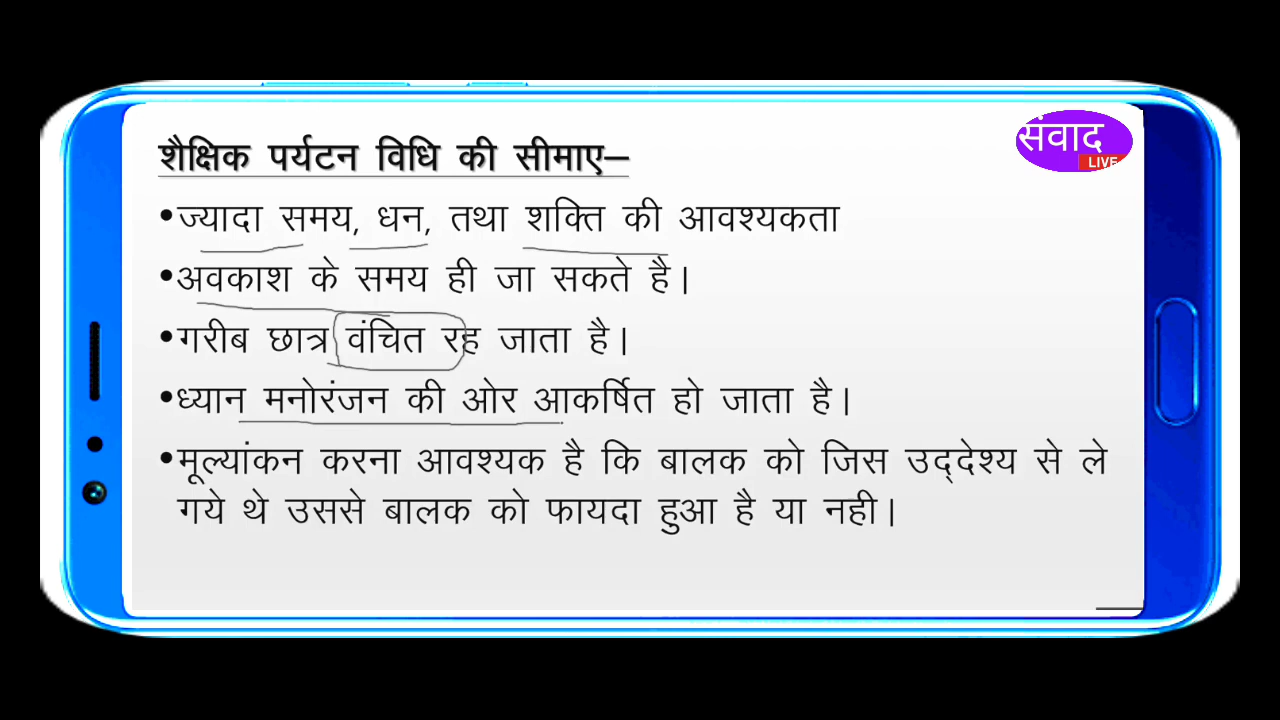 शैक्षिक पर्यटन विधि की सीमाए–
संवाद
LIVE
•ज्यादा समय, धन, तथा शक्ति की आवश्यकता
•अवकाश के समय ही जा सकते है।
•गरीब छात्र वंचित रह जाता है।
•ध्यान मनोरंजन की ओर आकर्षित हो जाता है।
•मूल्यांकन करना आवश्यक है कि बालक को जिस उद्देश्य से ले
गये थे उससे बालक को फायदा हुआ है या नही।